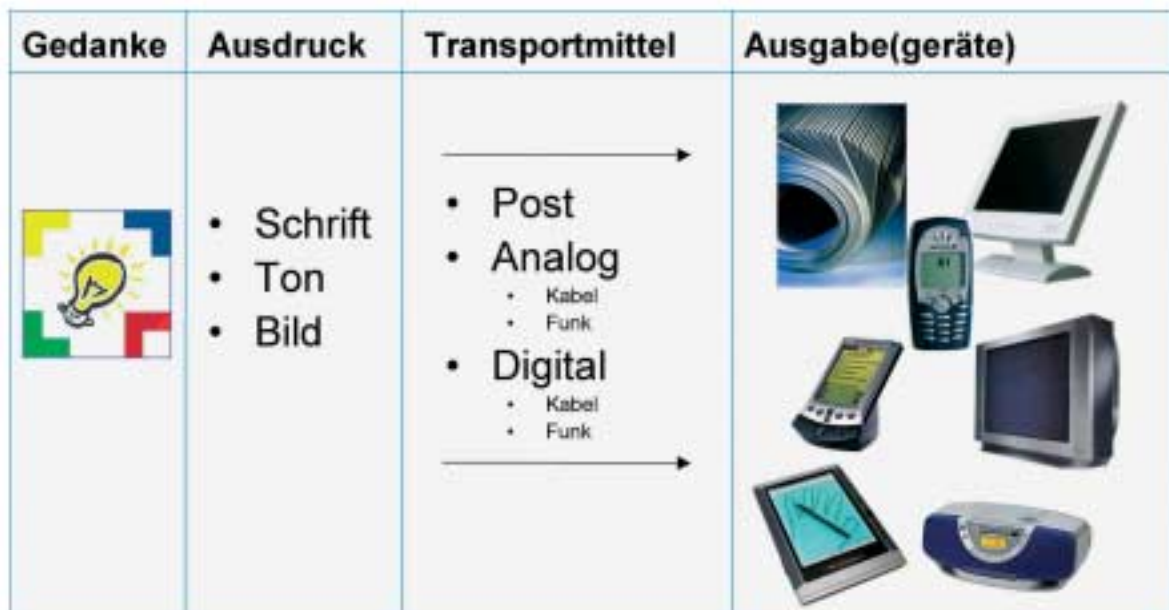 Gedanke Ausdruck Transportmittel Ausgabe(geräte)
• Schrift
• Ton
• Bild
• Post
• Analog
• Kabel
• Funk
• Digital
• Kabel
• Funk